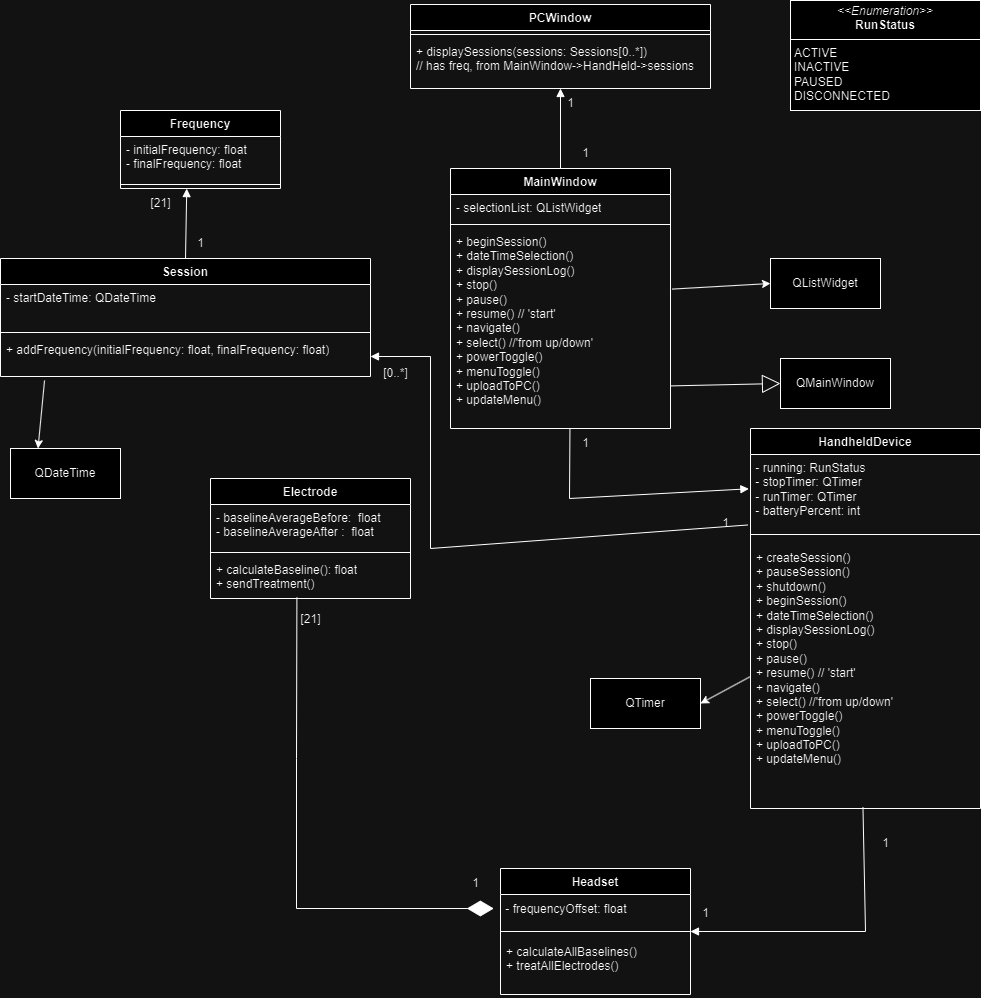 PCWindow
+ displaySessions(sessions: Sessions[0..*])
// has freq, from MainWindow->HandHeld->sessions
<<Enumeration>>
RunStatus
ACTIVE
INACTIVE
PAUSED
DISCONNECTED
1
1
Frequency
- initialFrequency: float
- finalFrequency: float
[21]
1
MainWindow
- selectionList: QListWidget
+ beginSession()
+ dateTimeSelection()
+ displaySessionLog()
+ stop()
+ pause()
+ resume() // 'start'
+ navigate()
+ select() //'from up/down'
+ powerToggle()
+ menuToggle()
+ uploadToPC()
+ updateMenu()
Session
- startDateTime: QDateTime
+ addFrequency(initialFrequency: float, finalFrequency: float)
[0..*]
QListWidget
QMainWindow
1
QDateTime
HandheldDevice
- running: RunStatus
- stopTimer: QTimer
- runTimer: QTimer
- batteryPercent: int
+ createSession()
+ pauseSession()
+ shutdown()
+ beginSession()
+ dateTimeSelection()
+ displaySessionLog()
+ stop()
+ pause()
+ resume() // 'start'
+ navigate()
+ select() //'from up/down'
+ powerToggle()
+ menuToggle()
+ uploadToPC()
+ updateMenu()
1
Electrode
- baselineAverageBefore:  float
- baselineAverageAfter :  float
+ calculateBaseline(): float
+ sendTreatment()
[21]
QTimer
1
1
1
Headset
- frequencyOffset: float
+ calculateAllBaselines()
+ treatAllElectrodes()